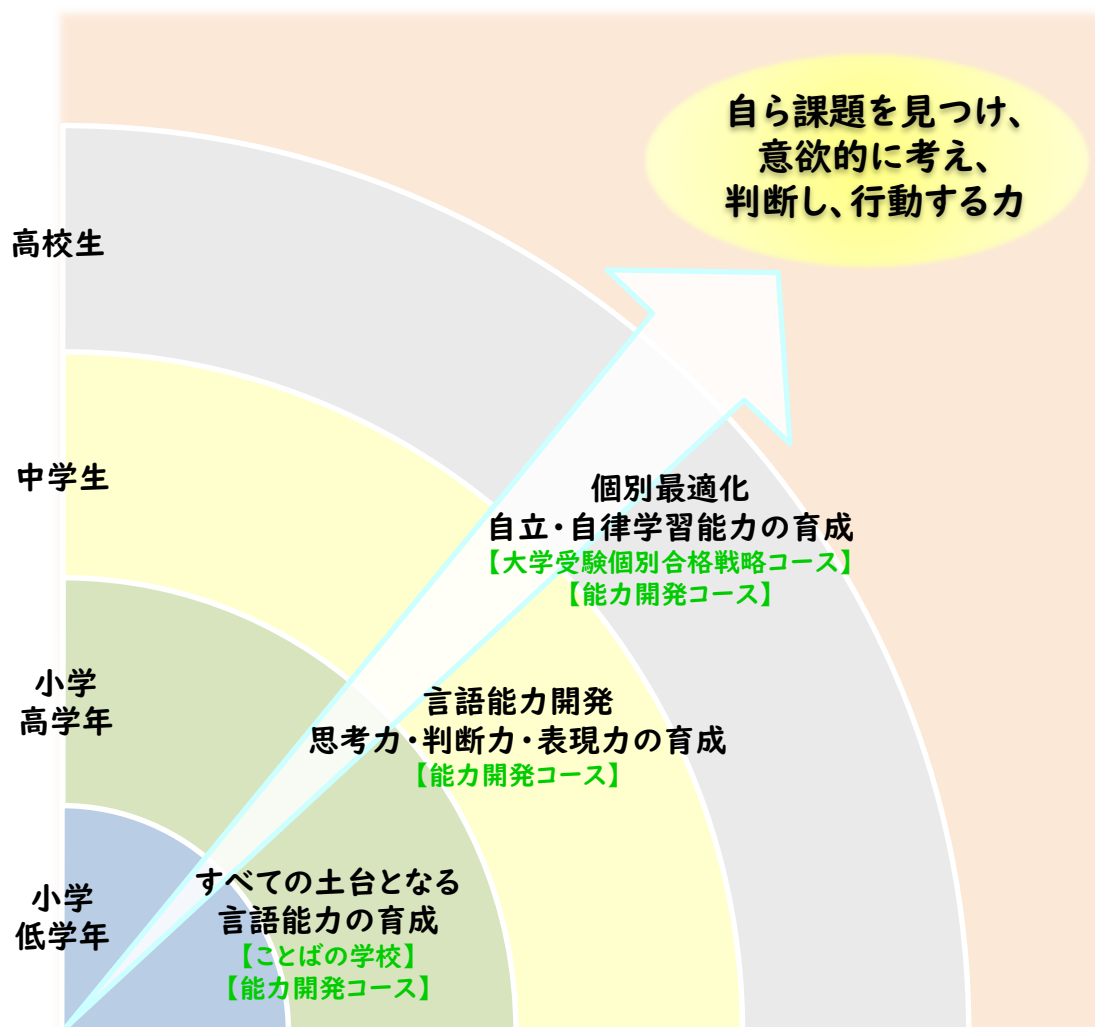 自ら課題を見つけ、
意欲的に考え、
判断し、行動する力
高校生
中学生
個別最適化
自立・自律学習能力の育成
【大学受験個別合格戦略コース】
【能力開発コース】
小学
高学年
言語能力開発
思考力・判断力・表現力の育成
【能力開発コース】
小学
低学年
すべての土台となる
言語能力の育成
【ことばの学校】
【能力開発コース】